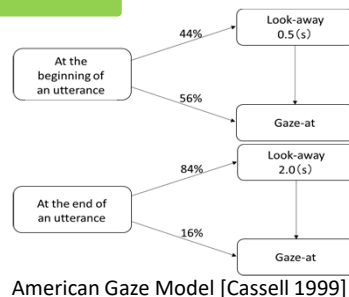 44%
Look-away
0.5(s)
At the
beginning of
an utterance
56%
Gaze-at
84%
Look-away
2.0(s)
At the end of
an utterance
16%
Gaze-at
American Gaze Model [Cassell 1999]